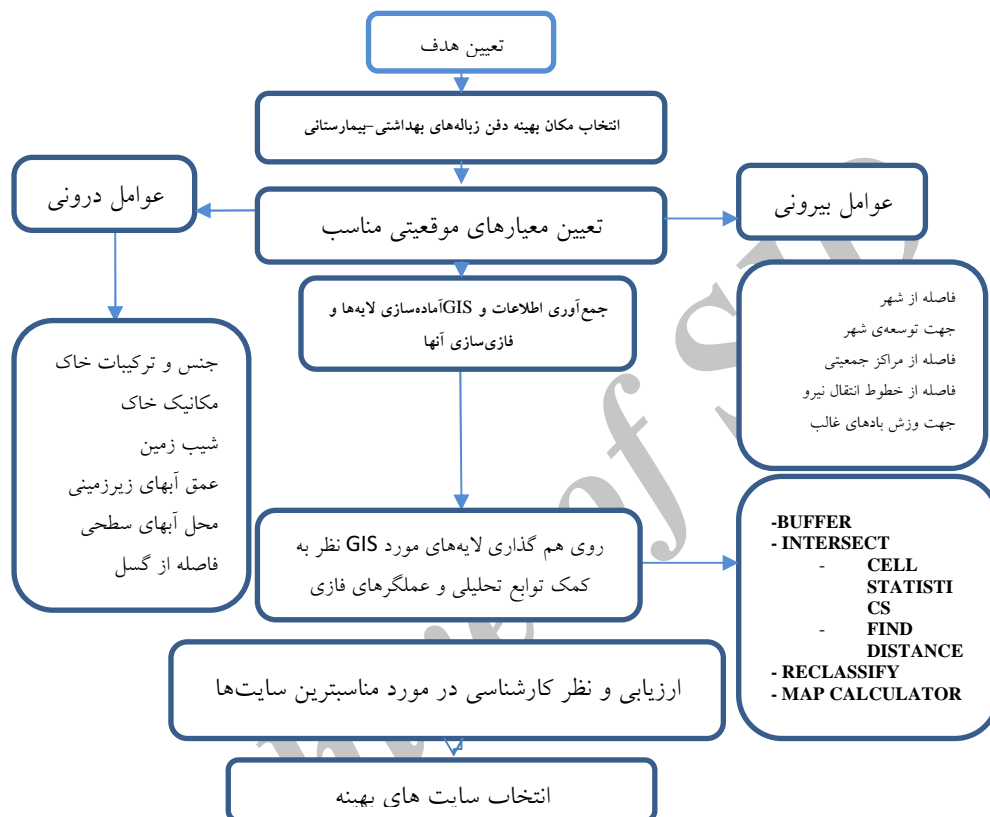 تعیین هدف
انتخاب مکان بهینه دفن زباله‌های بهداشتی-بیمارستانی
عوامل درونی
عوامل بیرونی
تعیین معیارهای موقعیتی مناسب
جمع‌آوری اطلاعات و GISآماده‌سازی لایه‌ها و
فازی‌سازی آنها
فاصله از شهر
جهت توسعه‌ی شهر
فاصله از مراکز جمعیتی
فاصله از خطوط انتقال نیرو
جهت وزش بادهای غالب
جنس و ترکیبات خاک
مکانیک خاک
شیب زمین
عمق آبهای زیرزمینی
محل آبهای سطحی
فاصله از گسل
روی هم گذاری لایه‌های مورد GIS نظر به
کمک توابع تحلیلی و عملگرهای فازی
-BUFFER
- INTERSECT
- CELL
STATISTI
CS
- FIND
DISTANCE
- RECLASSIFY
- MAP CALCULATOR
ارزیابی و نظر کارشناسی در مورد مناسبترین سایت‌ها
انتخاب سایت های بهینه
of SID